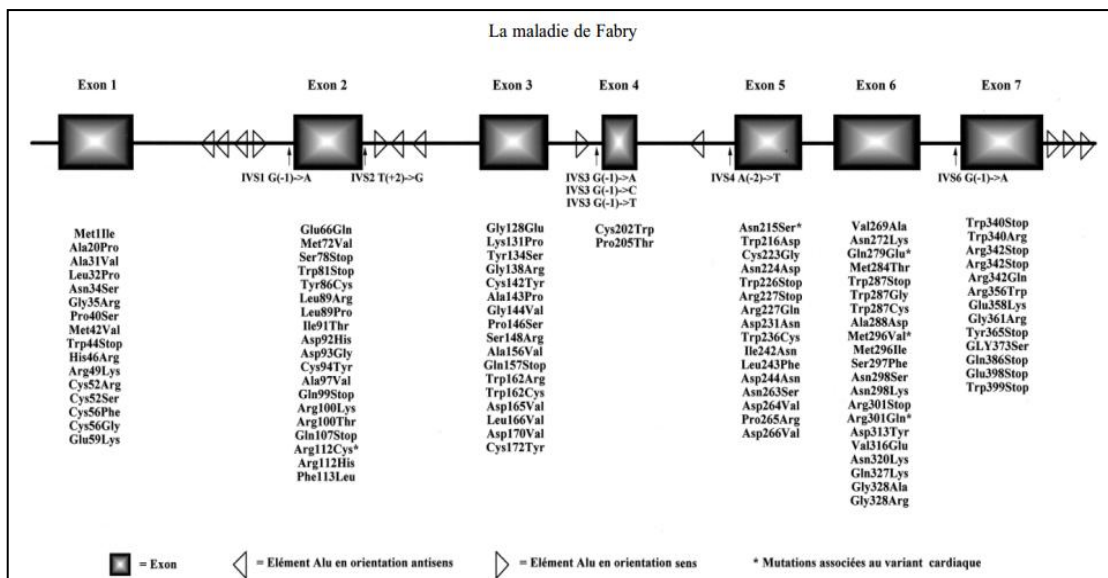 La maladie de Fabry
Exon 1
Exon 2
Exon 3
Exon 4
Exon 5
Exon 6
Exon 7
IVS1 G(-1)->A
IVS2 T(+2)->G
IVS3 G(-1)->A
IVS3 G(-1)->C
IVS3 G(-1)->T
IVS4 A(-2)->T
IVS6 G(-1)->A
Met1Ile
Ala20Pro
Ala31Val
Leu32Pro
Asn34Ser
Gly35Arg
Pro40Ser
Met42Val
Trp44Stop
His46Arg
Arg49Lys
Cys52Arg
Cys52Ser
Cys56Phe
Cys56Gly
Glu59Lys
Glu66Gln
Met72Val
Ser78Stop
Trp81Stop
Tyr86Cys
Leu89Arg
Leu89Pro
Ile91Thr
Asp92His
Asp93Gly
Cys94Tyr
Ala97Val
Gln99Stop
Arg100Lys
Arg100Thr
Gln107Stop
Arg112Cys*
Arg112His
Phe113Leu
Gly128Glu
Lys131Pro
Tyr134Ser
Gly138Arg
Cys142Tyr
Ala143Pro
Gly144Val
Pro146Ser
Ser148Arg
Ala156Val
Gln157Stop
Trp162Arg
Trp162Cys
Asp165Val
Leu166Val
Asp170Val
Cys172Tyr
Cys202Trp
Pro205Thr
Asn215Ser*
Trp216Asp
Cys223Gly
Asn224Asp
Trp226Stop
Arg227Stop
Arg227Gln
Asp231Asn
Trp236Cys
Ile242Asn
Leu243Phe
Asp244Asn
Asn263Ser
Asp264Val
Pro265Arg
Asp266Val
Val269Ala
Asn272Lys
Gln279Glu*
Met284Thr
Trp287Stop
Trp287Gly
Trp287Cys
Ala288Asp
Met296Val*
Met296Ile
Ser297Phe
Asn298Ser
Asn298Lys
Arg301Stop
Arg301Gln*
Asp313Tyr
Val316Glu
Asn320Lys
Gln327Lys
Gly328Ala
Gly328Arg
Trp340Stop
Trp340Arg
Arg342Stop
Arg342Stop
Arg342Gln
Arg356Trp
Glu358Lys
Gly361Arg
Tyr365Stop
GLY373Ser
Gln386Stop
Glu398Stop
Trp399Stop
= Exon
= Elément Alu en orientation antisens
= Elément Alu en orientation sens
* Mutations associées au variant cardiaque